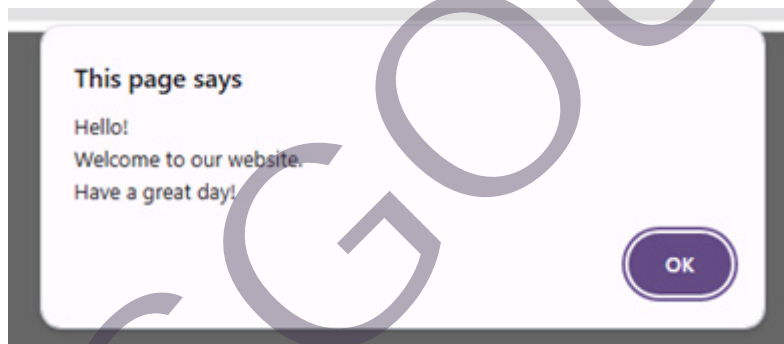 This page says
Hello!
Welcome to our website.
Have a great day!
OK